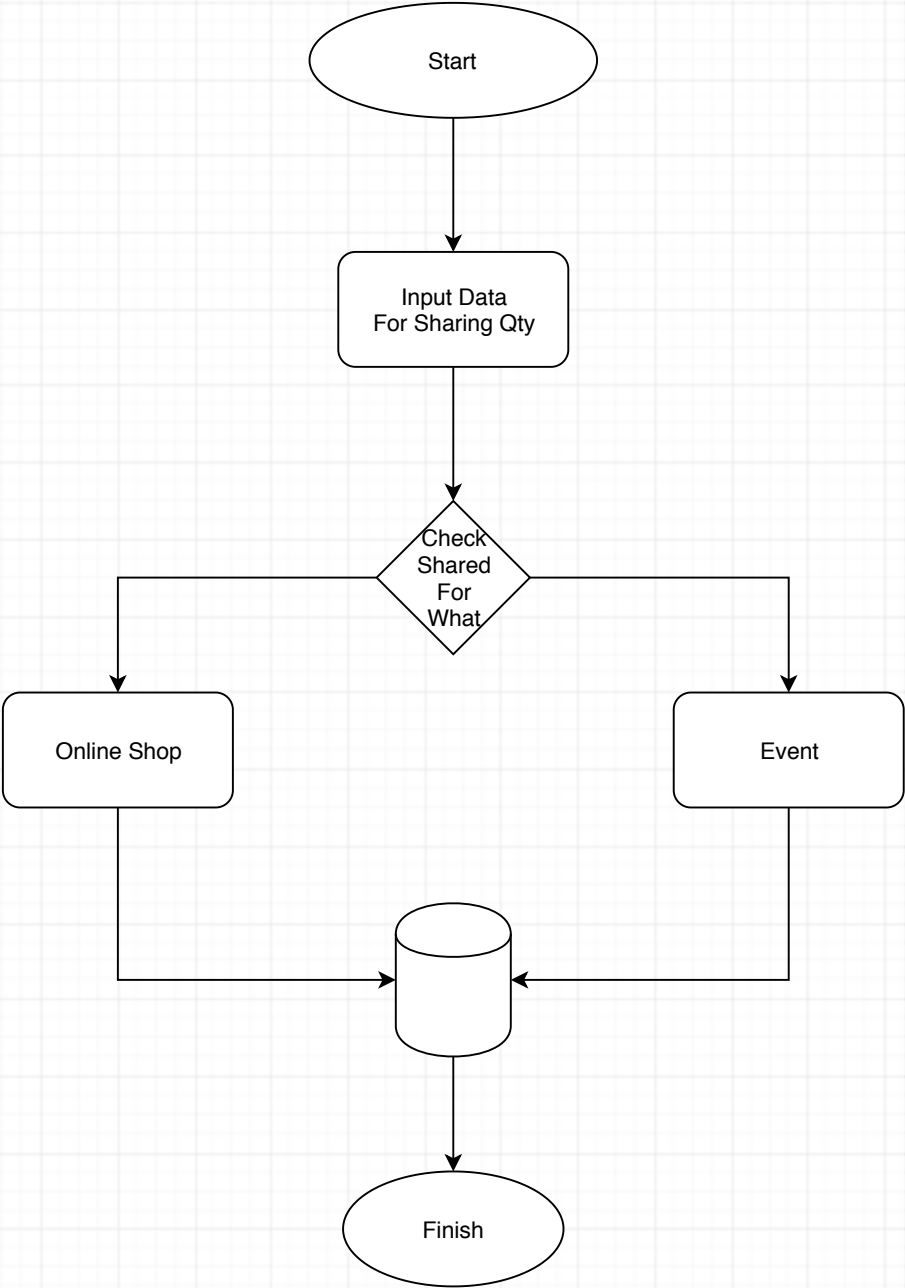 Start
Input Data
For Sharing Qty
Check
Shared
For
What
Online Shop
Event
Finish